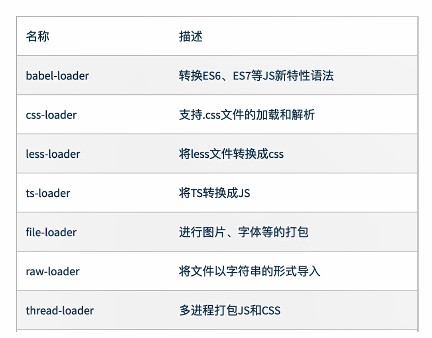 名称 描述
babel-loader 转换ES6、ES7等JS新特性语法
css-loader 支持.css文件的加载和解析
less-loader 将less文件转换成css
ts-loader 将TS转换成JS
file-loader 进行图片、字体等的打包
raw-loader 将文件以字符串的形式导入
thread-loader 多进程打包JS和CSS